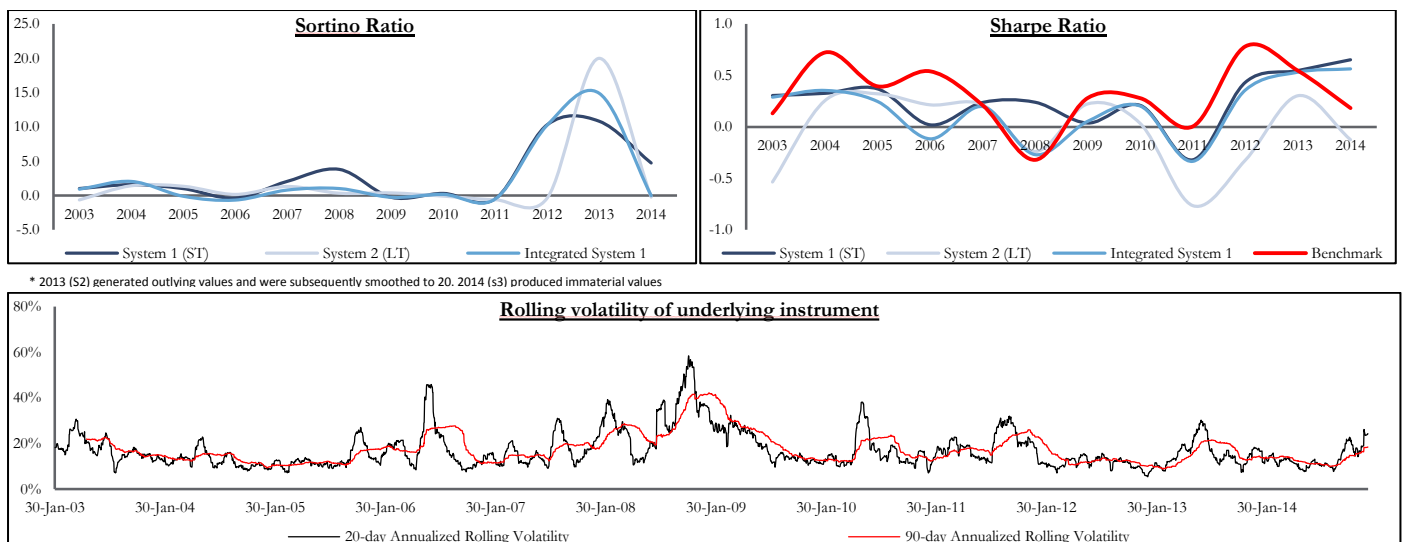 Sortino Ratio
25.0
20.0
15.0
10.0
5.0
0.0
-5.0
2003 2004 2005 2006 2007 2008 2009 2010 2011 2012 2013 2014
System 1 (ST) System 2 (LT) Integrated System 1
Sharpe Ratio
1.0
0.5
0.0
-0.5
-1.0
2003 2004 2005 2006 2007 2008 2009 2010 2011 2012 2013 2014
System 1 (ST) System 2 (LT) Integrated System 1 Benchmark
* 2013 (S2) generated outlying values and were subsequently smoothed to 20. 2014 (s3) produced immaterial values
Rolling volatility of underlying instrument
80%
60%
40%
20%
0%
30-Jan-03 30-Jan-04 30-Jan-05 30-Jan-06 30-Jan-07 30-Jan-08 30-Jan-09 30-Jan-10 30-Jan-11 30-Jan-12 30-Jan-13 30-Jan-14
20-day Annualized Rolling Volatility 90-day Annualized Rolling Volatility